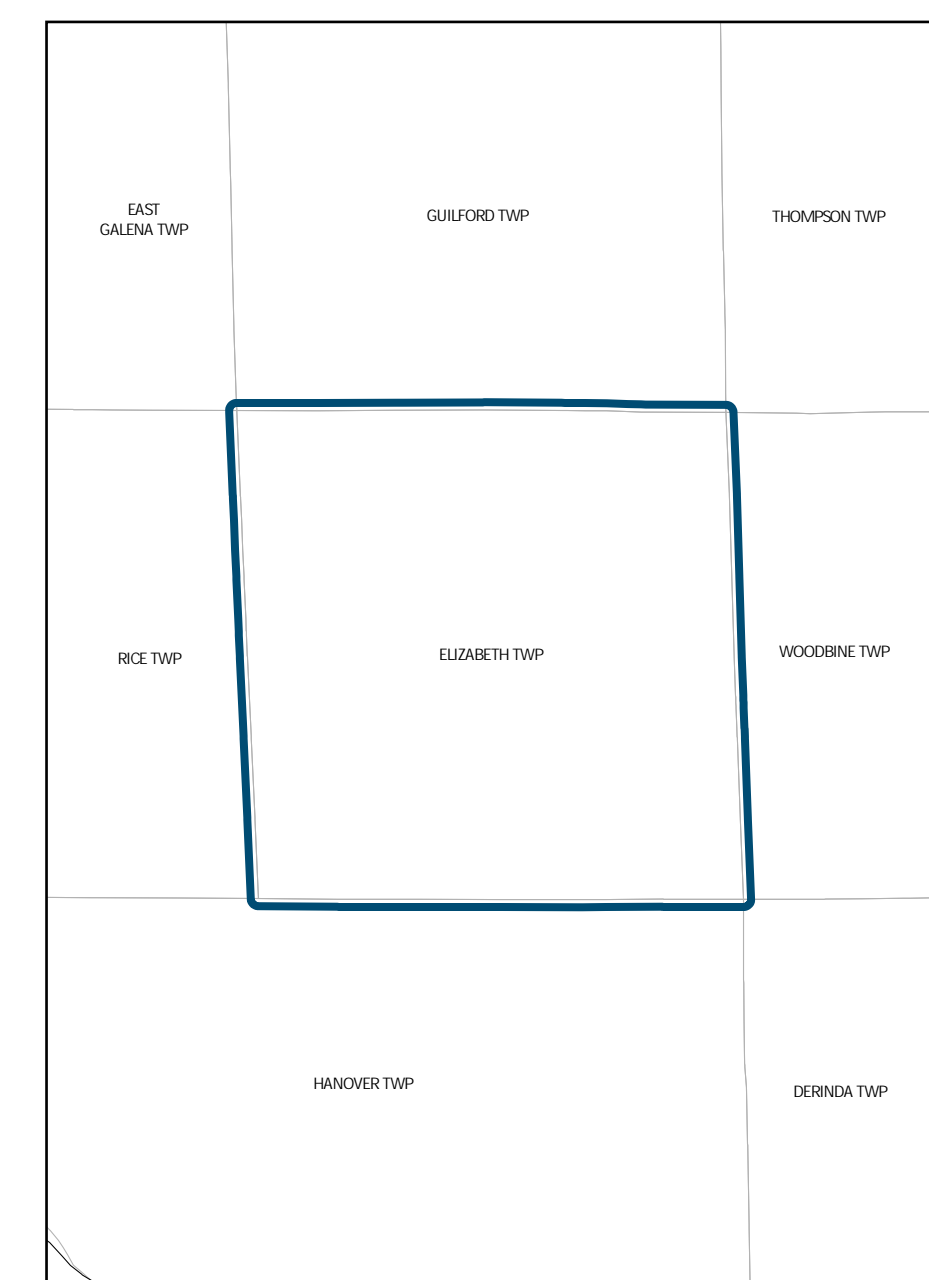 EAST
GALENA TWP
GUILFORD TWP
THOMPSON TWP
RICE TWP
ELIZABETH TWP
WOODBINE TWP
HANOVER TWP
DERINDA TWP